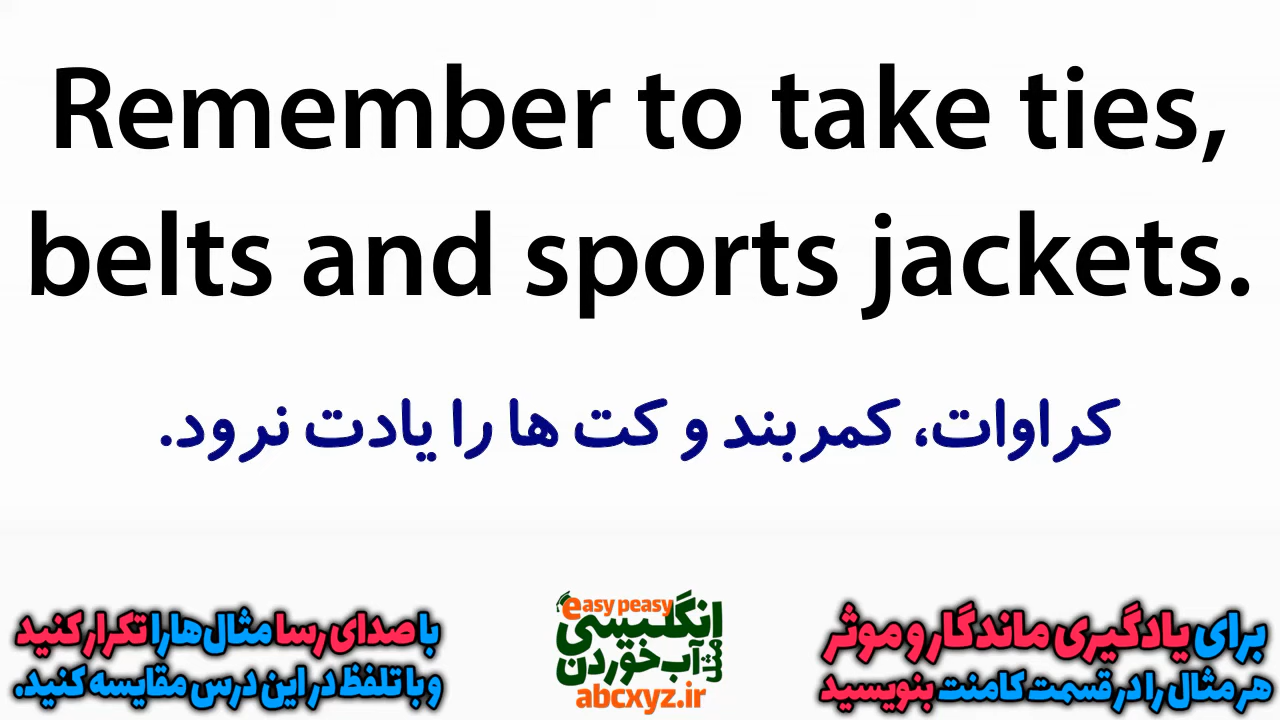 Remember to take ties,
belts and sports jackets.
کراوات، کمربند و کت ها را یادت نرود.
برای یادگیری ماندگار و موثر
هر مثال را در قسمت کامنت بنویسید
easy peasy
انگلیسی
مثل آب خوردن
abcxyz.ir
با صدای رسا مثال‌ها را تکرار کنید
و با تلفظ در این درس مقایسه کنید.